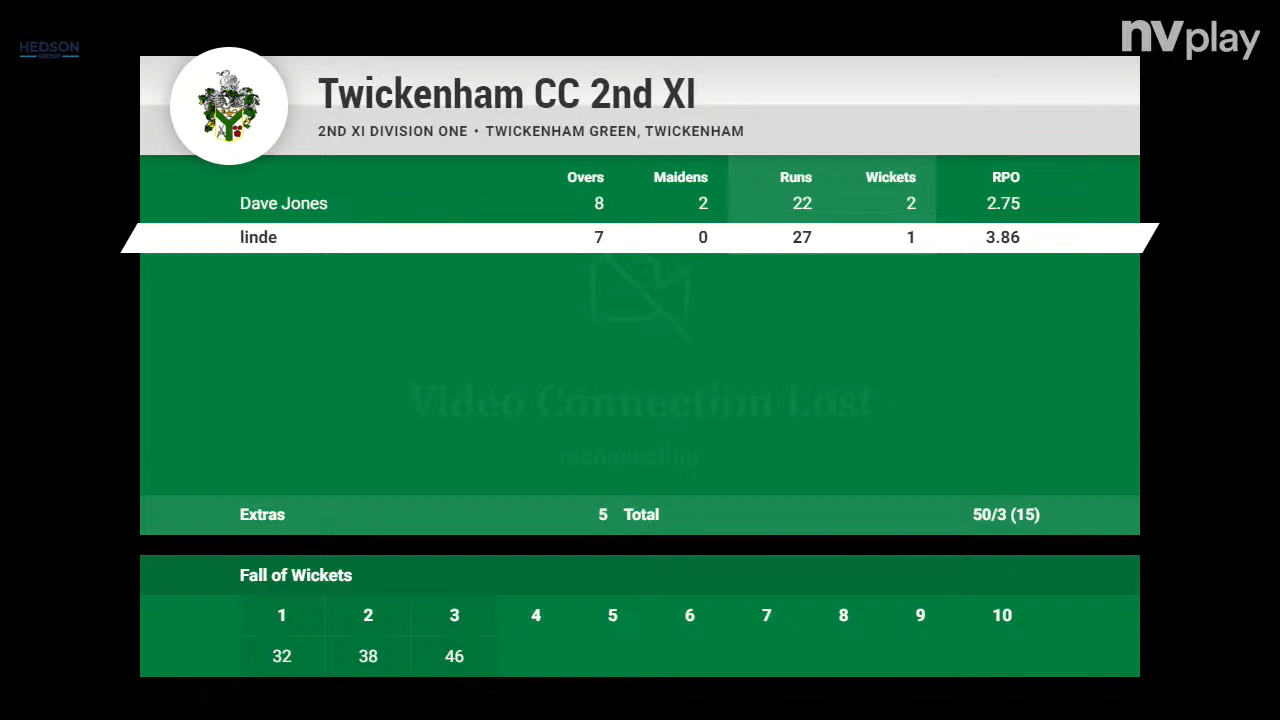 HEDSON
GROUP
nvplay
Twickenham CC 2nd XI
2ND XI DIVISION ONE • TWICKENHAM GREEN, TWICKENHAM
Overs Maidens Runs Wickets RPO
Dave Jones 8 2 22 2 2.75
linde 7 0 27 1 3.86
Video Connection Lost
reconnecting
Extras 5 Total 50/3 (15)
Fall of Wickets
1 2 3 4 5 6 7 8 9 10
32 38 46